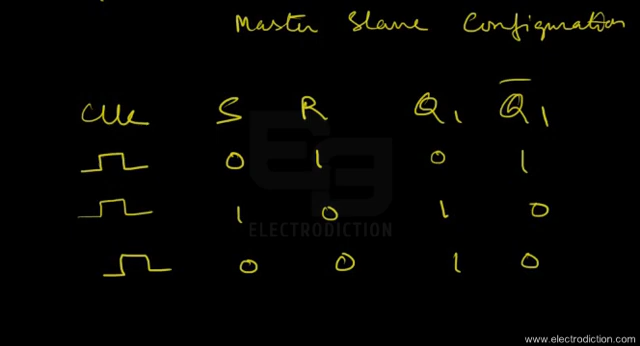 Master Slave Configuration
Clk S R Q1 Q̅1
0 1 0 1
1 0 1 0
ELECTRODICTION
0 0 1 0
www.electrodiction.com